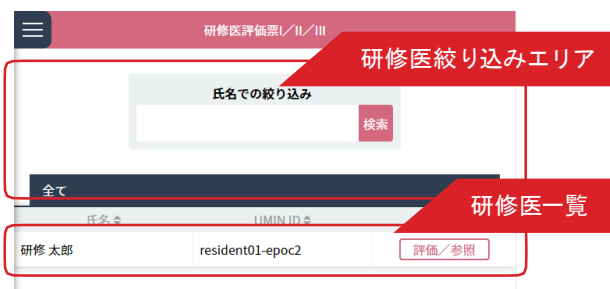 研修医評価票I／II／III
研修医絞り込みエリア
氏名での絞り込み
検索
全て
研修医一覧
氏名 UMIN ID
研修 太郎 resident01-epoc2 評価／参照